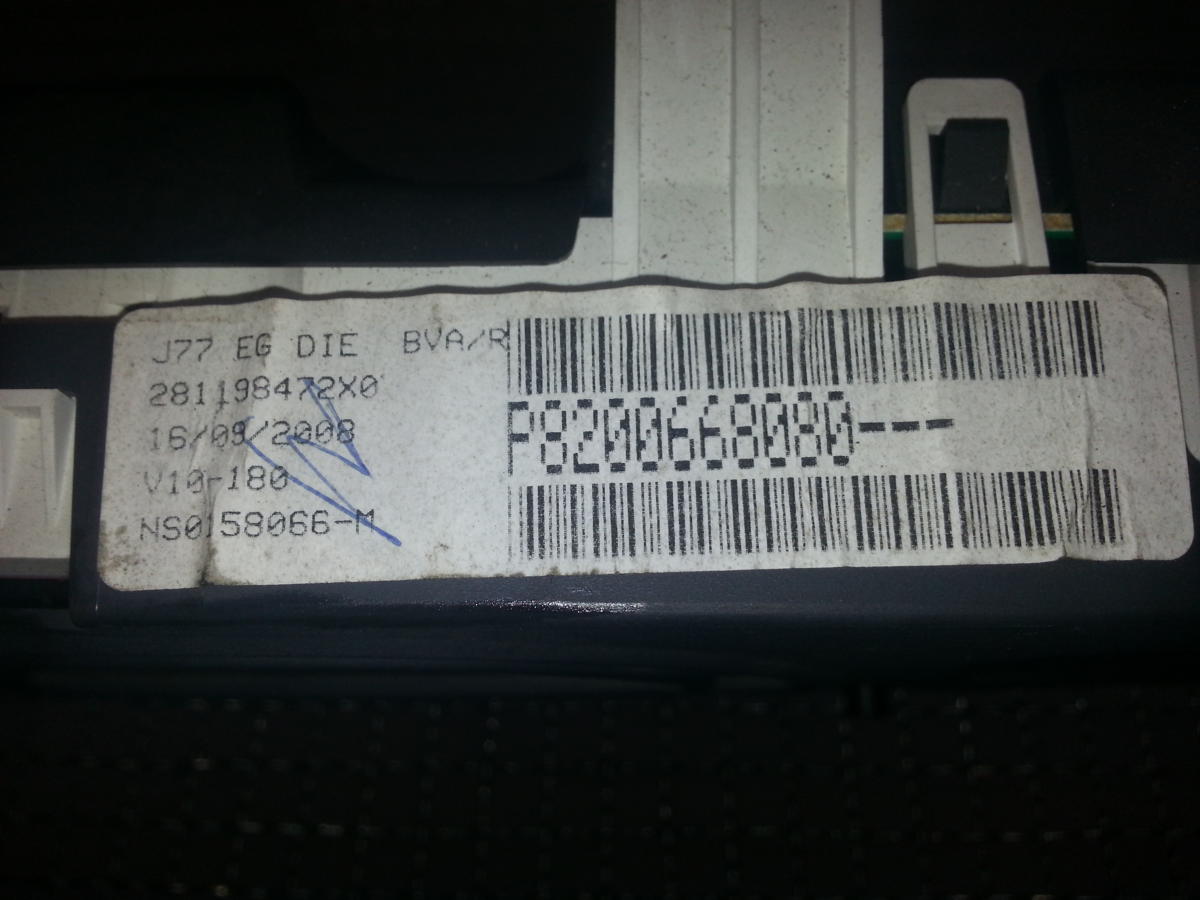 J77 EG DIE BVA/R
281198472X0
16/09/2008
V10-180
NS0158066-M
P8200668080---